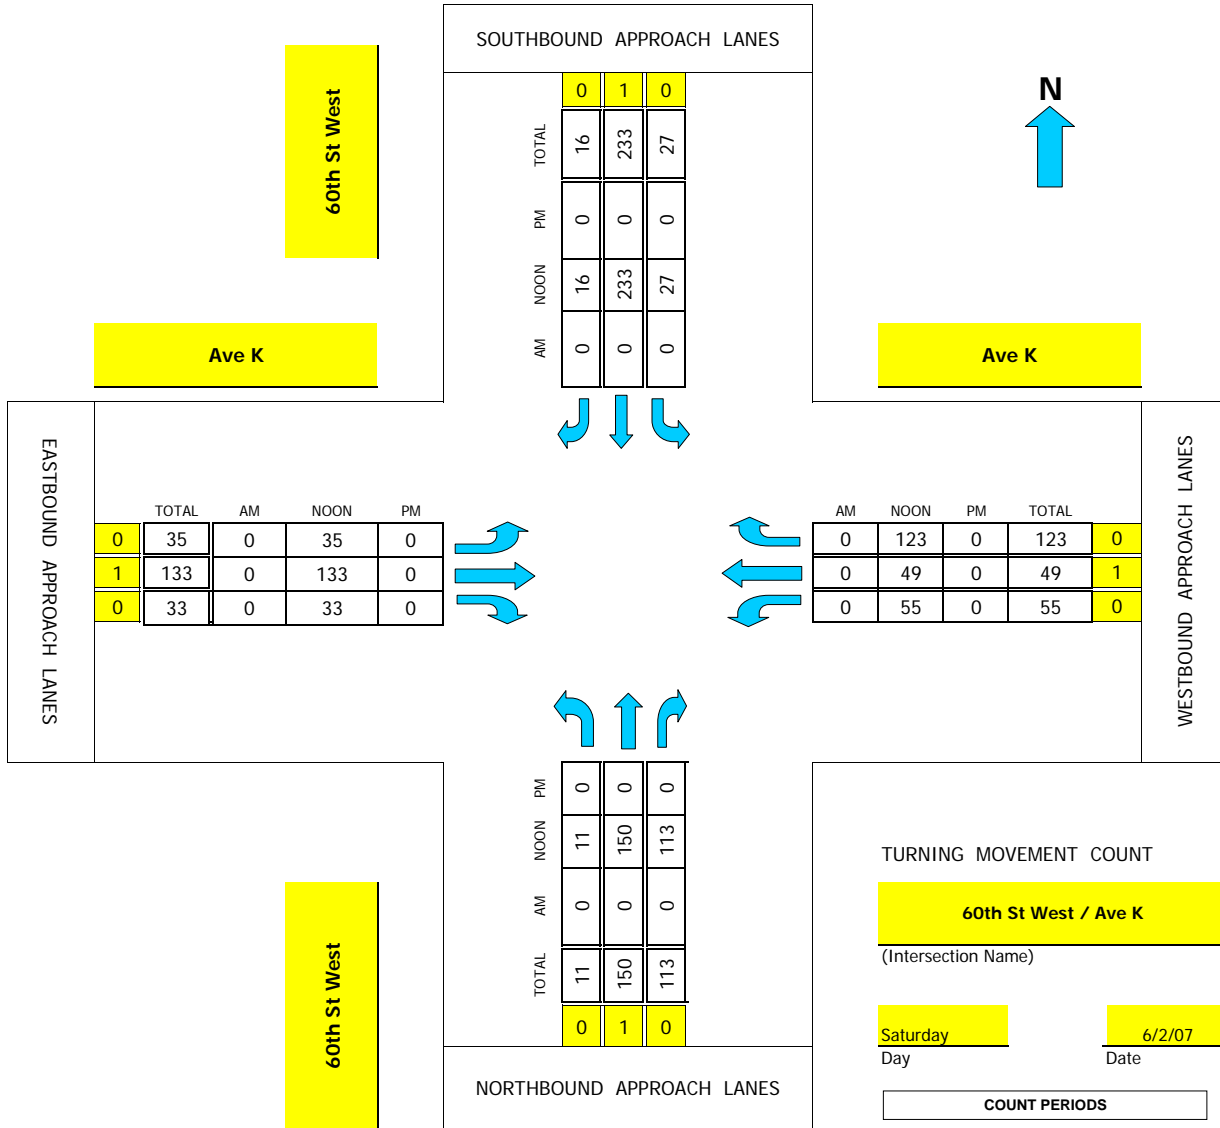 SOUTHBOUND APPROACH LANES
0 1 0
TOTAL 16 233 27
PM 0 0 0
NOON 16 233 27
AM 0 0 0
60th St West
N
Ave K
Ave K
EASTBOUND APPROACH LANES
TOTAL AM NOON PM
0 35 0 35 0
1 133 0 133 0
0 33 0 33 0
AM NOON PM TOTAL
0 123 0 123 0
0 49 0 49 1
0 55 0 55 0
WESTBOUND APPROACH LANES
PM 0 0 0
NOON 11 150 113
AM 0 0 0
TOTAL 11 150 113
0 1 0
NORTHBOUND APPROACH LANES
60th St West
TURNING MOVEMENT COUNT
60th St West / Ave K
(Intersection Name)
Saturday 6/2/07
Day Date
COUNT PERIODS